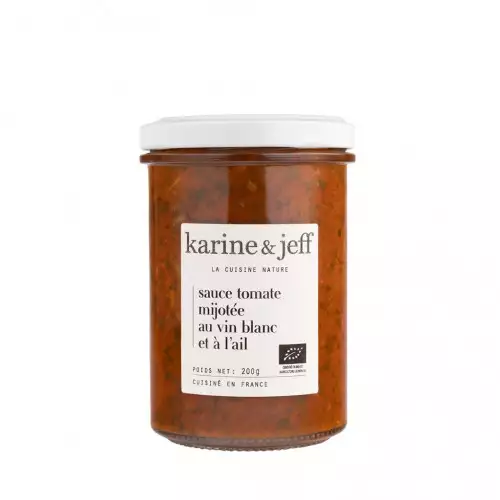 karine & jeff
LA CUISINE NATURE
sauce tomate
mijotée
au vin blanc
et à l'ail
POIDS NET: 200g
CUISINÉ EN FRANCE